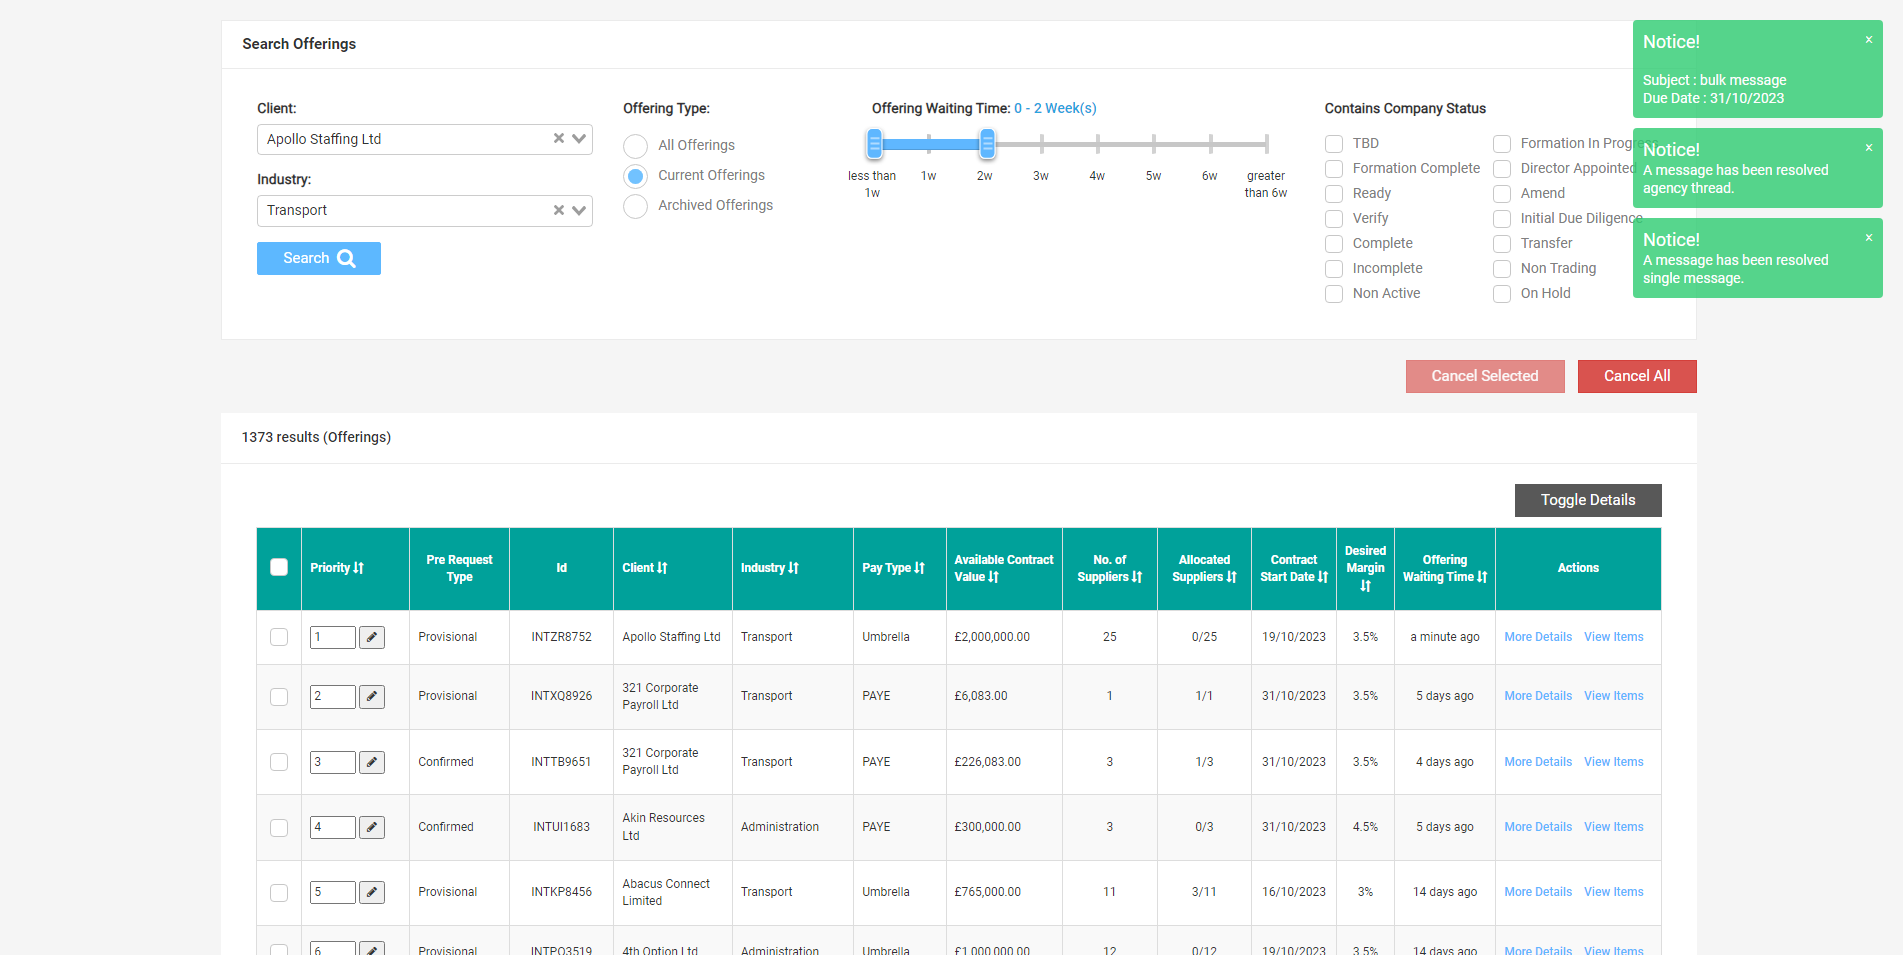 Search Offerings
Client:
Apollo Staffing Ltd
Industry:
Transport
Search
Offering Type:
All Offerings
Current Offerings
Archived Offerings
Offering Waiting Time: 0 - 2 Week(s)
less than
1w
1w
2w
3w
4w
5w
6w
greater
than 6w
Contains Company Status
TBD
Formation Complete
Ready
Verify
Complete
Incomplete
Non Active
Formation In Progress
Director Appointed
Amend
Initial Due Diligence
Transfer
Non Trading
On Hold
Notice! ×
Subject : bulk message
Due Date : 31/10/2023
Notice! ×
A message has been resolved
agency thread.
Notice! ×
A message has been resolved
single message.
Cancel Selected
Cancel All
1373 results (Offerings)
Toggle Details
Priority
Pre Request
Type
Id
Client
Industry
Pay Type
Available Contract
Value
No. of
Suppliers
Allocated
Suppliers
Contract
Start Date
Desired
Margin
Offering
Waiting Time
Actions
1 Provisional INTZR8752 Apollo Staffing Ltd Transport Umbrella £2,000,000.00 25 0/25 19/10/2023 3.5% a minute ago More Details View Items
2 Provisional INTXQ8926 321 Corporate
Payroll Ltd Transport PAYE £6,083.00 1 1/1 31/10/2023 3.5% 5 days ago More Details View Items
3 Confirmed INTTB9651 321 Corporate
Payroll Ltd Transport PAYE £226,083.00 3 1/3 31/10/2023 3.5% 4 days ago More Details View Items
4 Confirmed INTUI1683 Akin Resources
Ltd Administration PAYE £300,000.00 3 0/3 31/10/2023 4.5% 5 days ago More Details View Items
5 Provisional INTKP8456 Abacus Connect
Limited Transport Umbrella £765,000.00 11 3/11 16/10/2023 3% 14 days ago More Details View Items
6 Provisional INTPO3519 4th Option Ltd Administration Umbrella £1,000,000.00 12 0/12 19/10/2023 3.5% 14 days ago More Details View Items